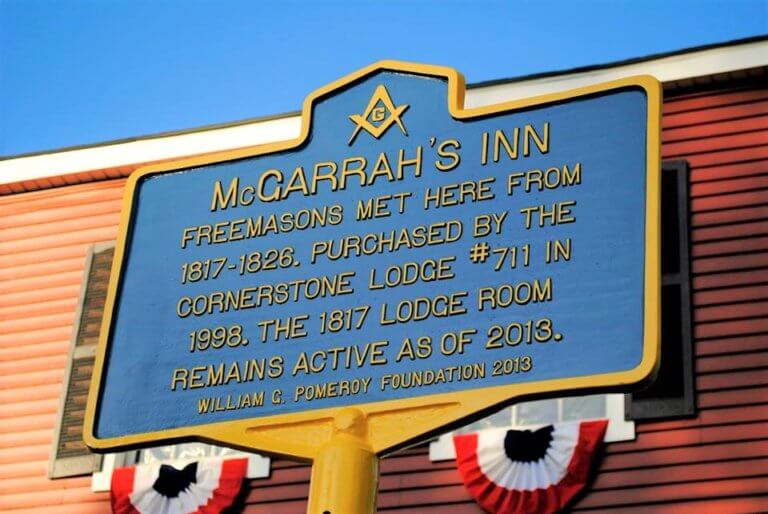 G
McGARRAH'S INN
FREEMASONS MET HERE FROM
1817-1826. PURCHASED BY THE
CORNERSTONE LODGE #711 IN
1998. THE 1817 LODGE ROOM
REMAINS ACTIVE AS OF 2013.
WILLIAM G. POMEROY FOUNDATION 2013